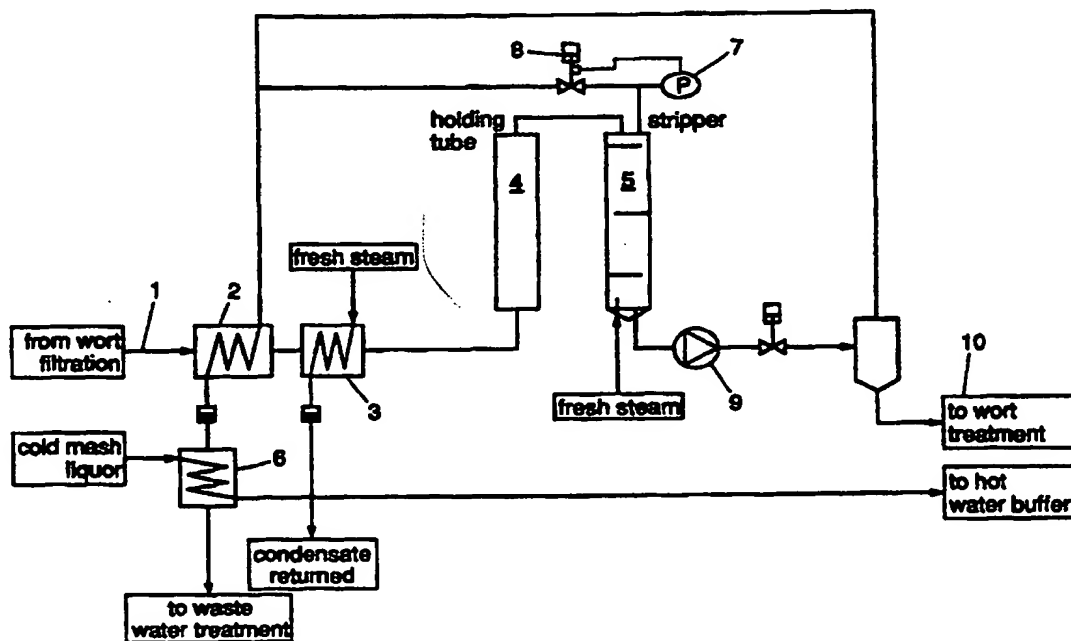 8
7
P
holding
tube
stripper
4
5
fresh steam
1
2
from wort
filtration
3
9
10
fresh steam
to wort
treatment
cold mash
liquor
6
to hot
water buffer
condensate
returned
to waste
water treatment